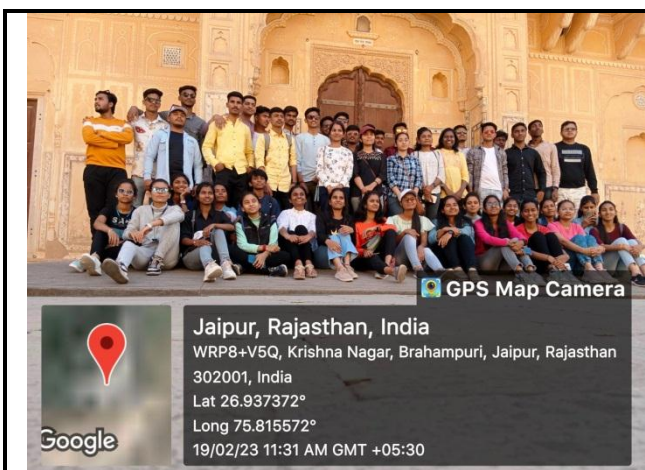 GPS Map Camera
Jaipur, Rajasthan, India
WRP8+V5Q, Krishna Nagar, Brahampuri, Jaipur, Rajasthan
302001, India
Lat 26.937372°
Long 75.815572°
19/02/23 11:31 AM GMT +05:30
Google